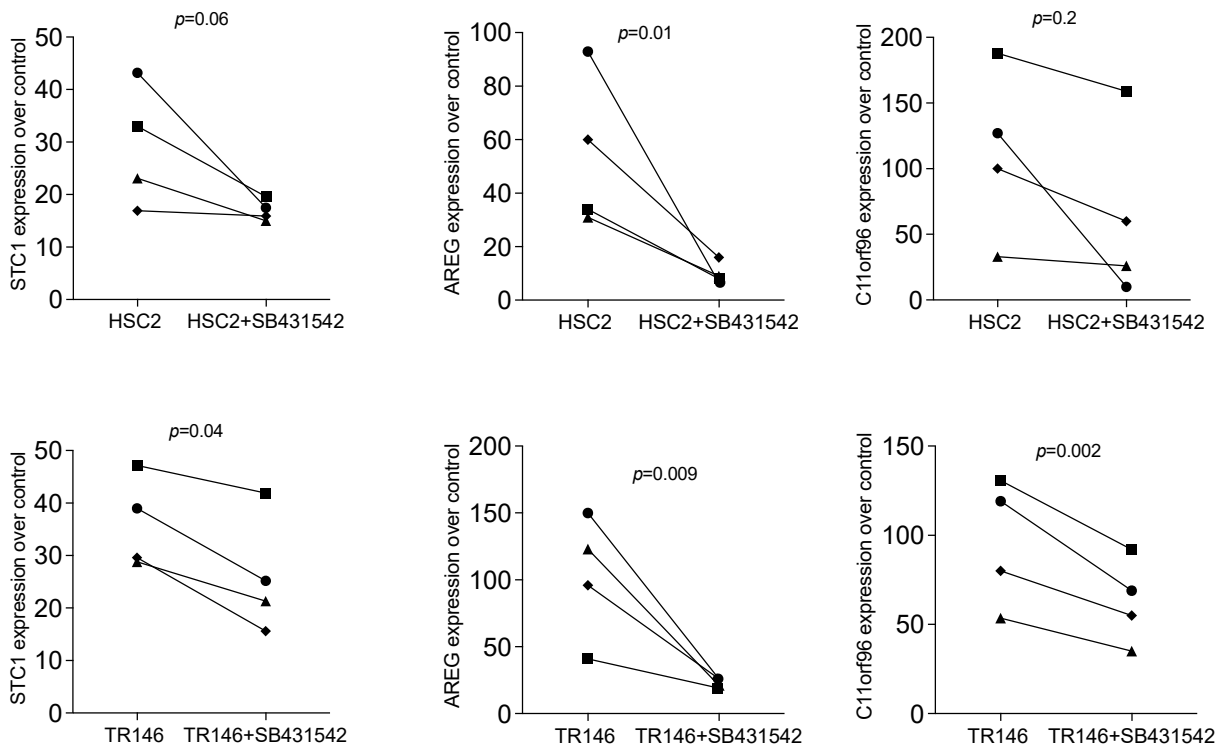 p=0.06
STC1 expression over control
50
40
30
20
10
0
HSC2 HSC2+SB431542
p=0.01
AREG expression over control
100
80
60
40
20
0
HSC2 HSC2+SB431542
p=0.2
C11orf96 expression over control
200
150
100
50
0
HSC2 HSC2+SB431542
p=0.04
STC1 expression over control
50
40
30
20
10
0
TR146 TR146+SB431542
p=0.009
AREG expression over control
200
150
100
50
0
TR146 TR146+SB431542
p=0.002
C11orf96 expression over control
150
100
50
0
TR146 TR146+SB431542